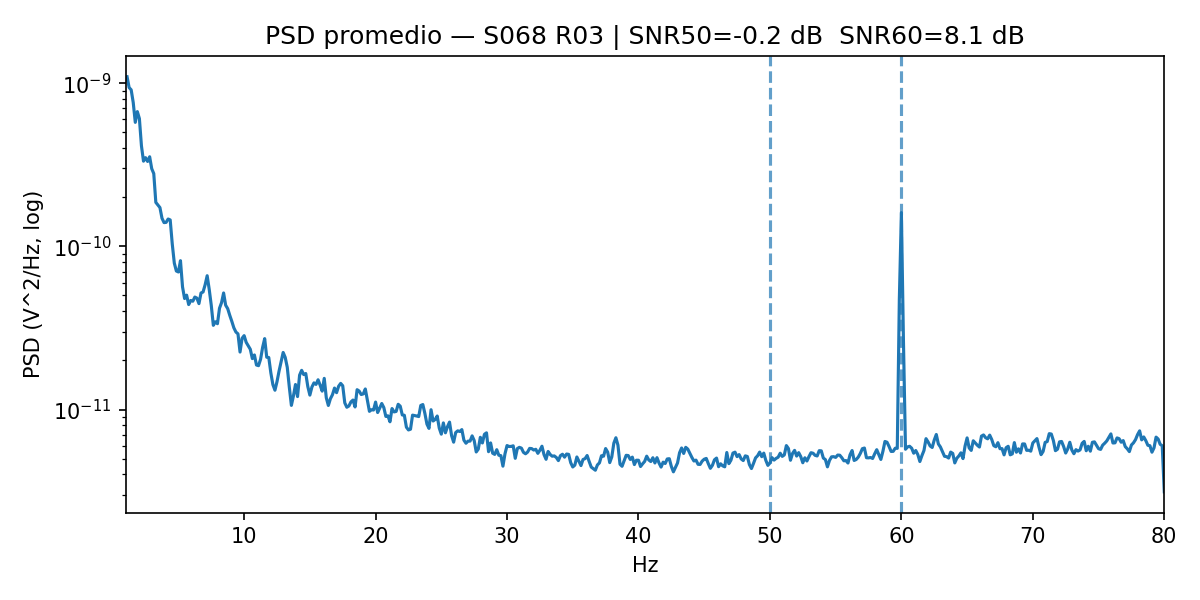 PSD promedio — S068 R03 | SNR50=-0.2 dB  SNR60=8.1 dB
PSD (V^2/Hz, log)
10⁻⁹
10⁻¹⁰
10⁻¹¹
10 20 30 40 50 60 70 80
Hz